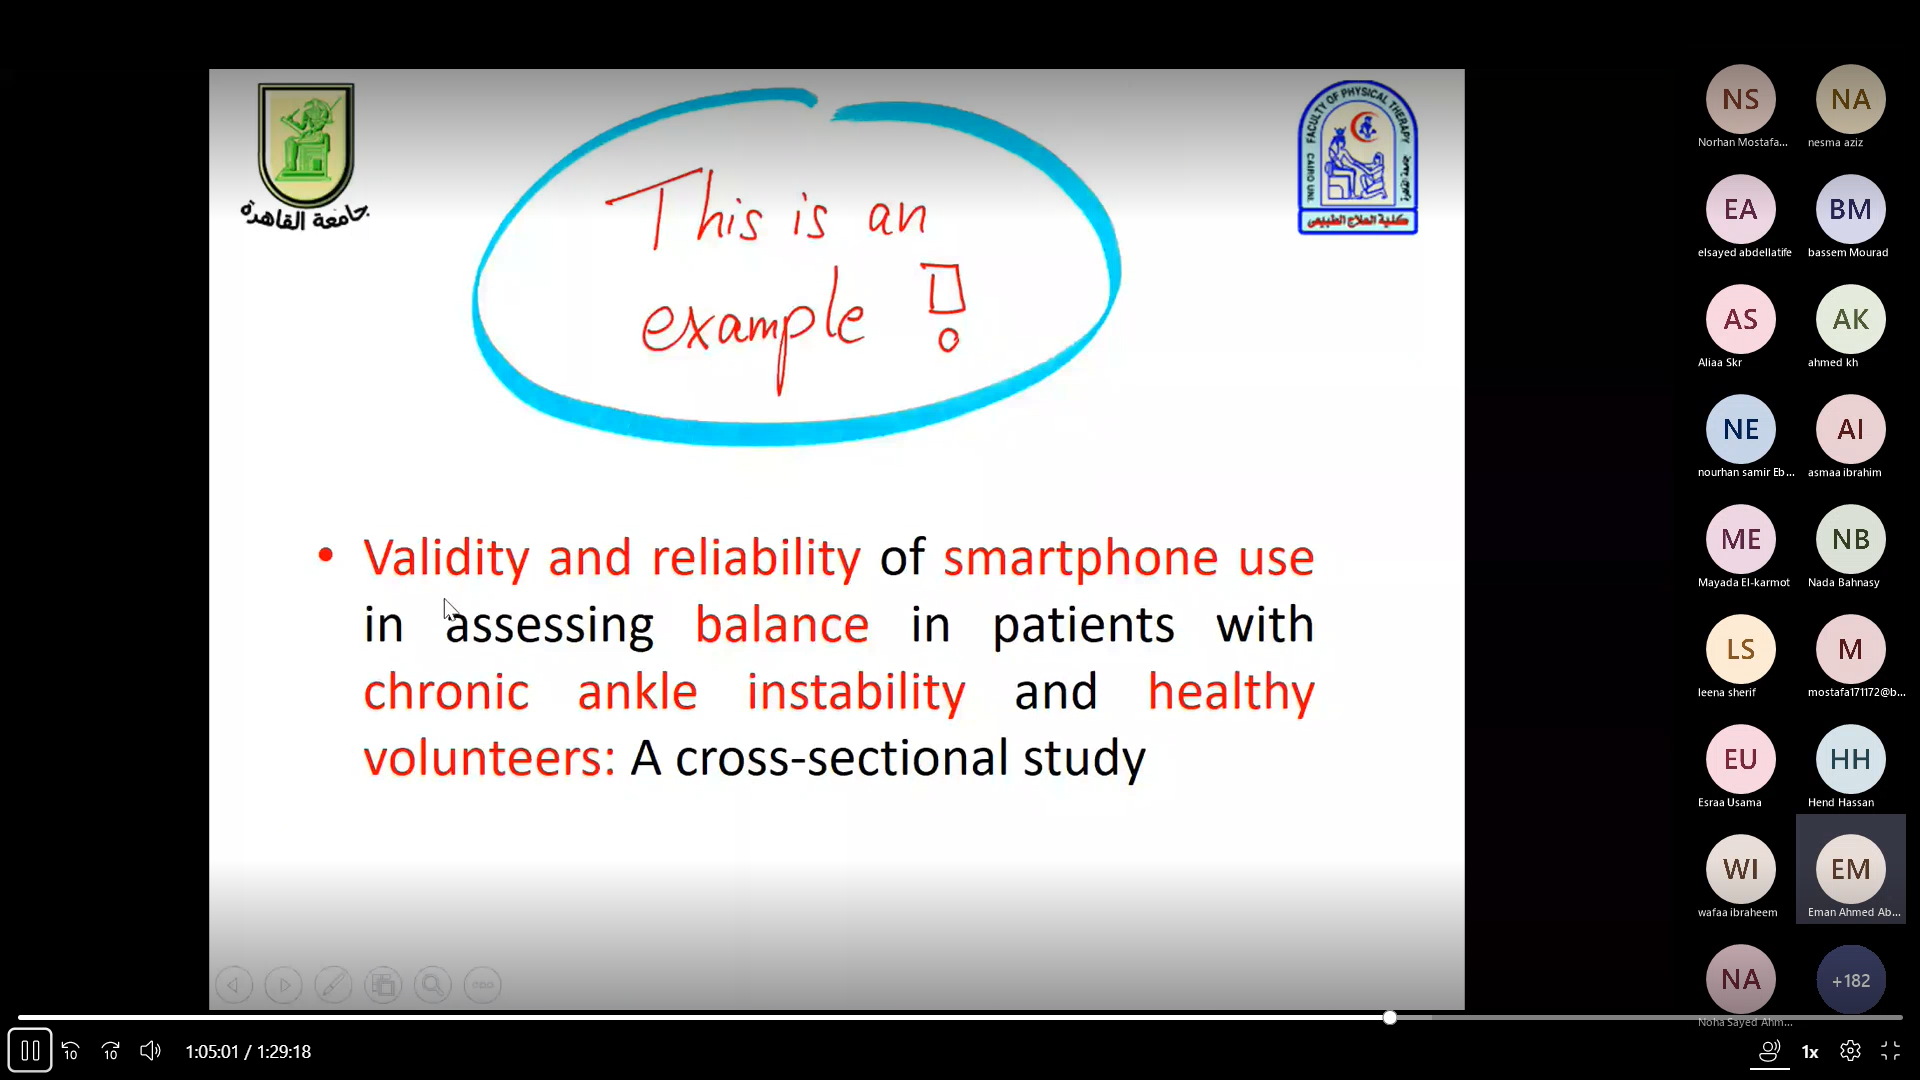 جامعة القاهرة
FACULTY OF PHYSICAL THERAPY
CAIRO UNI.
كلية العلاج الطبيعى
This is an
example !
• Validity and reliability of smartphone use
in assessing balance in patients with
chronic ankle instability and healthy
volunteers: A cross-sectional study
NS
Norhan Mostafa...
NA
nesma aziz
EA
elsayed abdellatife
BM
bassem Mourad
AS
Aliaa Skr
AK
ahmed kh
NE
nourhan samir Eb...
AI
asmaa ibrahim
ME
Mayada El-karmot
NB
Nada Bahnasy
LS
leena sherif
M
mostafa171172@b...
EU
Esraa Usama
HH
Hend Hassan
WI
wafaa ibraheem
EM
Eman Ahmed Ab...
NA
Noha Sayed Ahm...
+182
10
10
1:05:01 / 1:29:18
1x